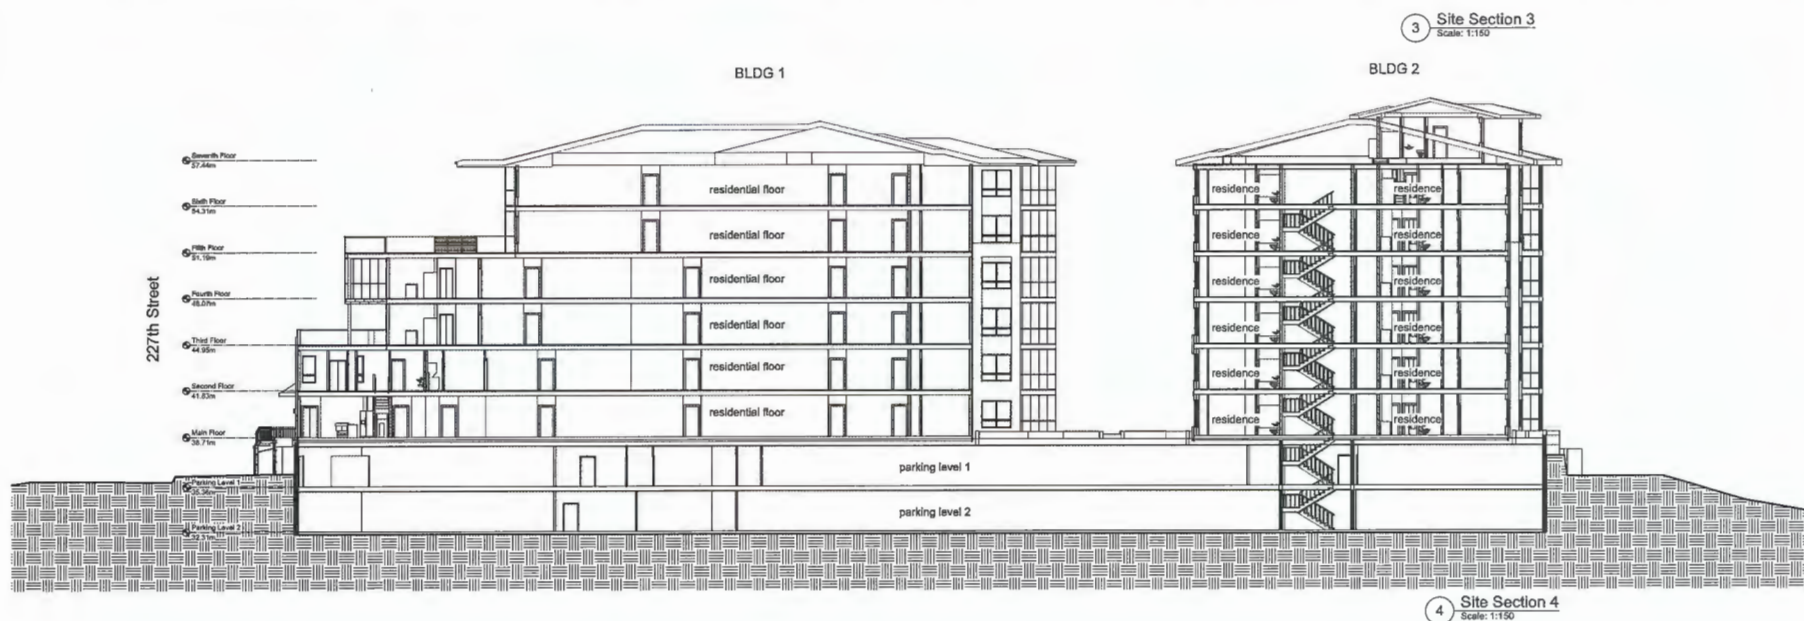 3 Site Section 3
Scale: 1:150
BLDG 1
BLDG 2
Seventh Floor
57.44m
Sixth Floor
54.31m
Fifth Floor
51.19m
Fourth Floor
48.07m
Third Floor
44.95m
Second Floor
41.83m
Main Floor
38.71m
Parking Level 1
Parking Level 2
227th Street
residential floor
residential floor
residential floor
residential floor
residential floor
residential floor
residence residence
residence residence
residence residence
residence residence
residence residence
residence residence
parking level 1
parking level 2
4 Site Section 4
Scale: 1:150